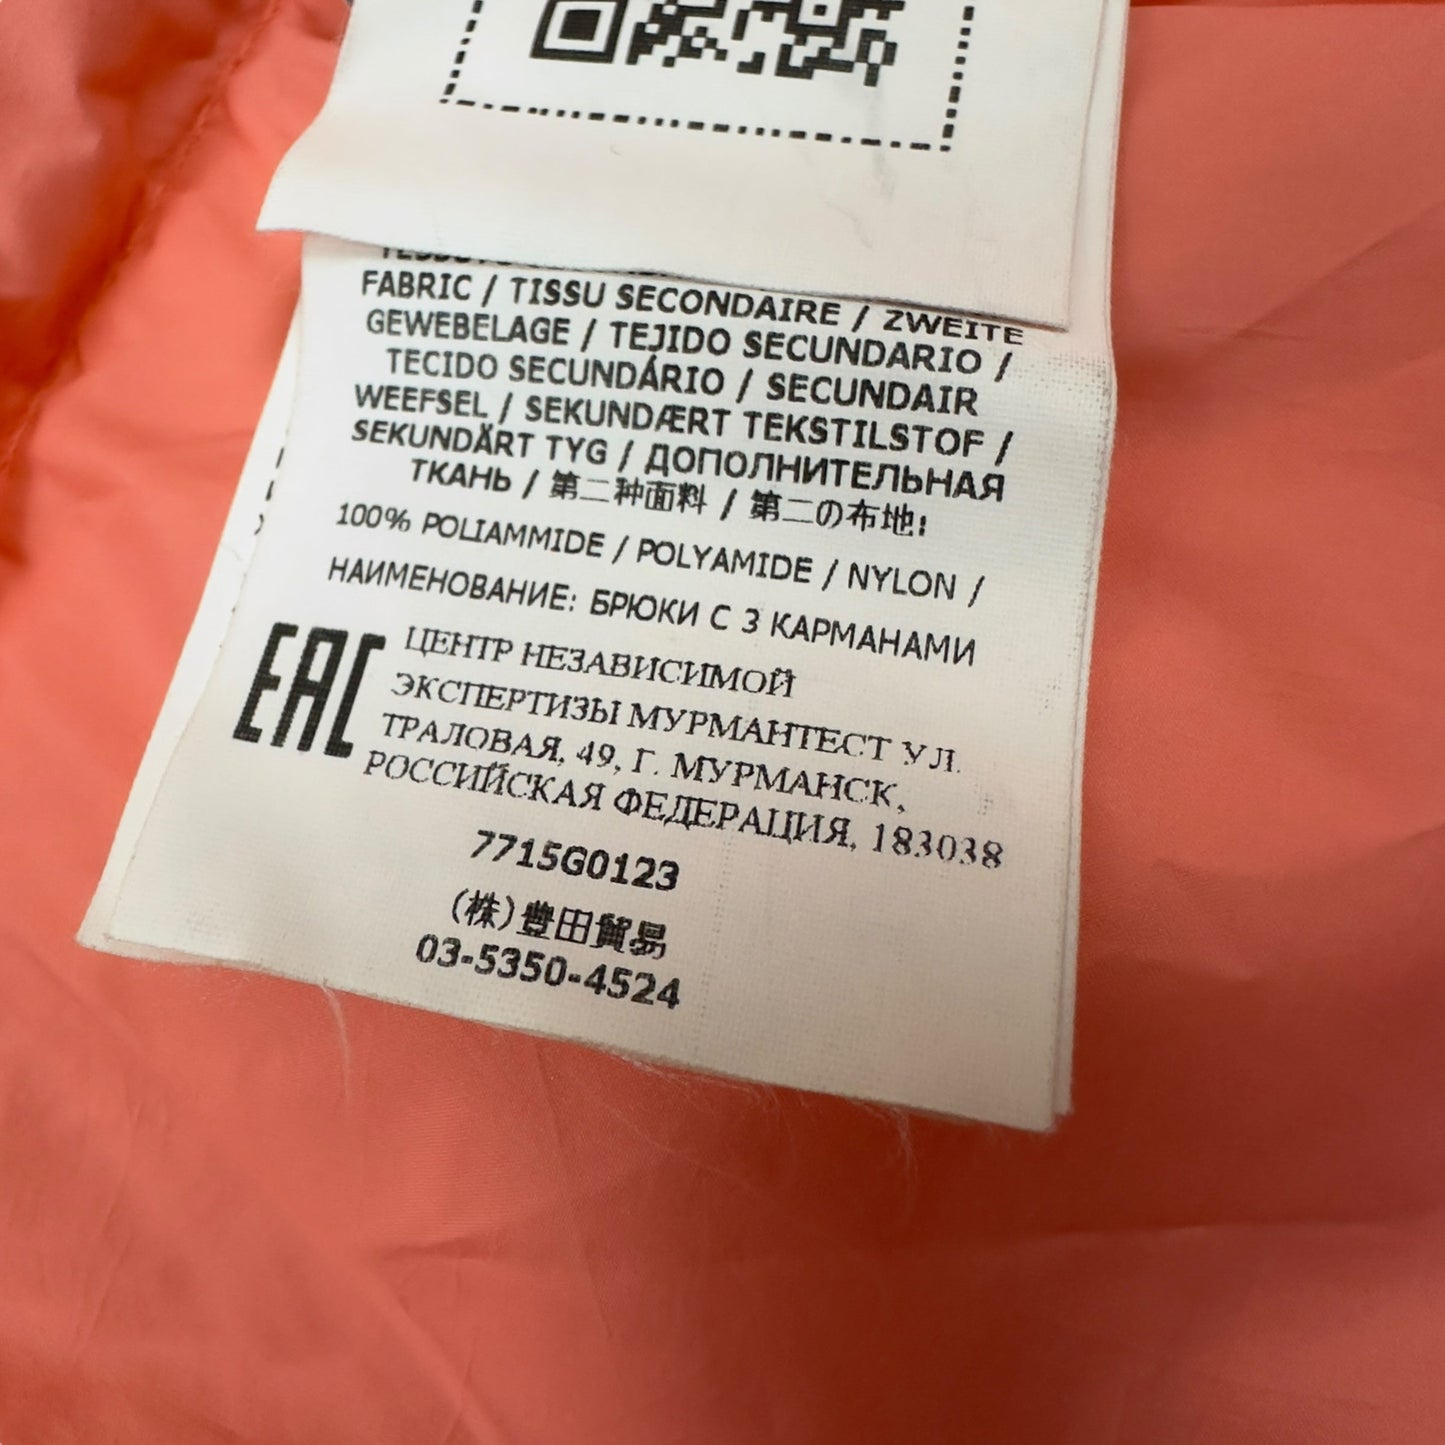 FABRIC / TISSU SECONDAIRE / ZWEITE
GEWEBELAGE / TEJIDO SECUNDARIO /
TECIDO SECUNDÁRIO / SECUNDAIR
WEEFSEL / SEKUNDÆRT TEKSTILSTOF /
SEKUNDÄRT TYG / ДОПОЛНИТЕЛЬНАЯ
ТКАНЬ / 第二种面料 / 第二の布地:
100% POLIAMMIDE / POLYAMIDE / NYLON /
НАИМЕНОВАНИЕ: БРЮКИ С 3 КАРМАНАМИ
EAC
ЦЕНТР НЕЗАВИСИМОЙ
ЭКСПЕРТИЗЫ МУРМАНТЕСТ УЛ.
ТРАЛОВАЯ, 49, Г. МУРМАНСК,
РОССИЙСКАЯ ФЕДЕРАЦИЯ, 183038
7715G0123
(株)豊田貿易
03-5350-4524